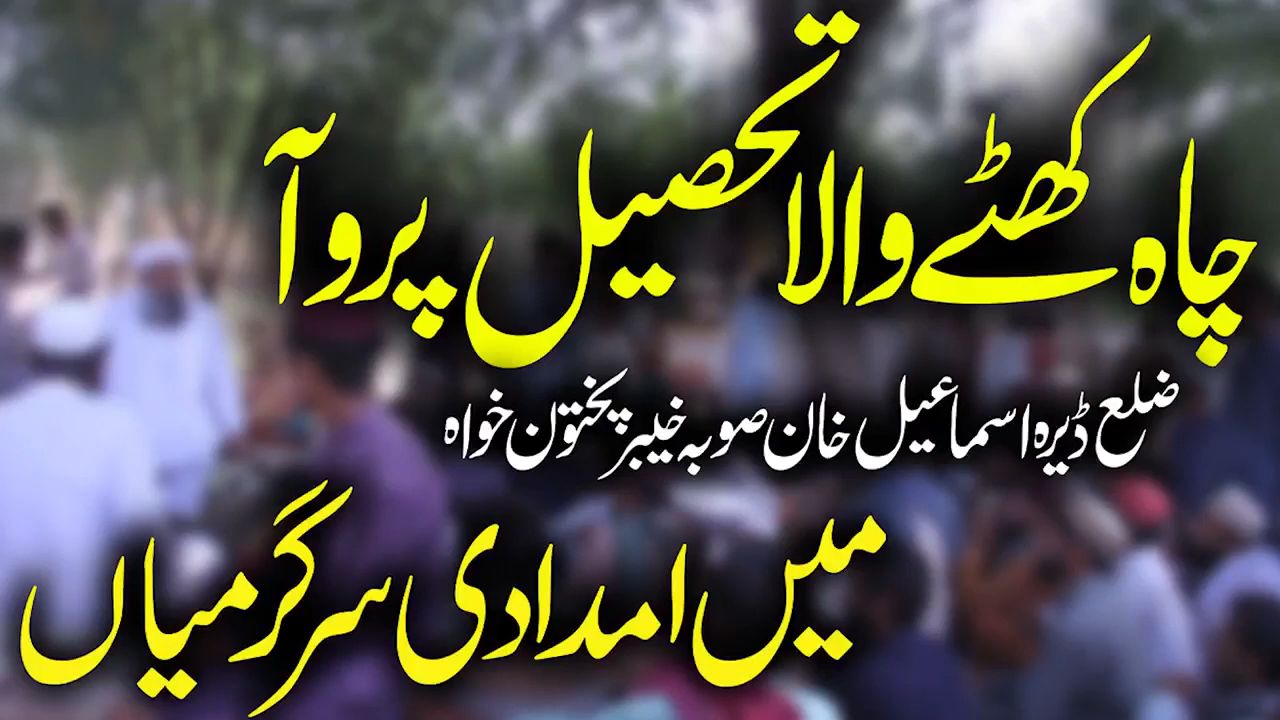 چاہ کھٹے والا تحصیل پروآ
ضلع ڈیرہ اسماعیل خان صوبہ خیبر پختون خواہ
میں امدادی سرگرمیاں